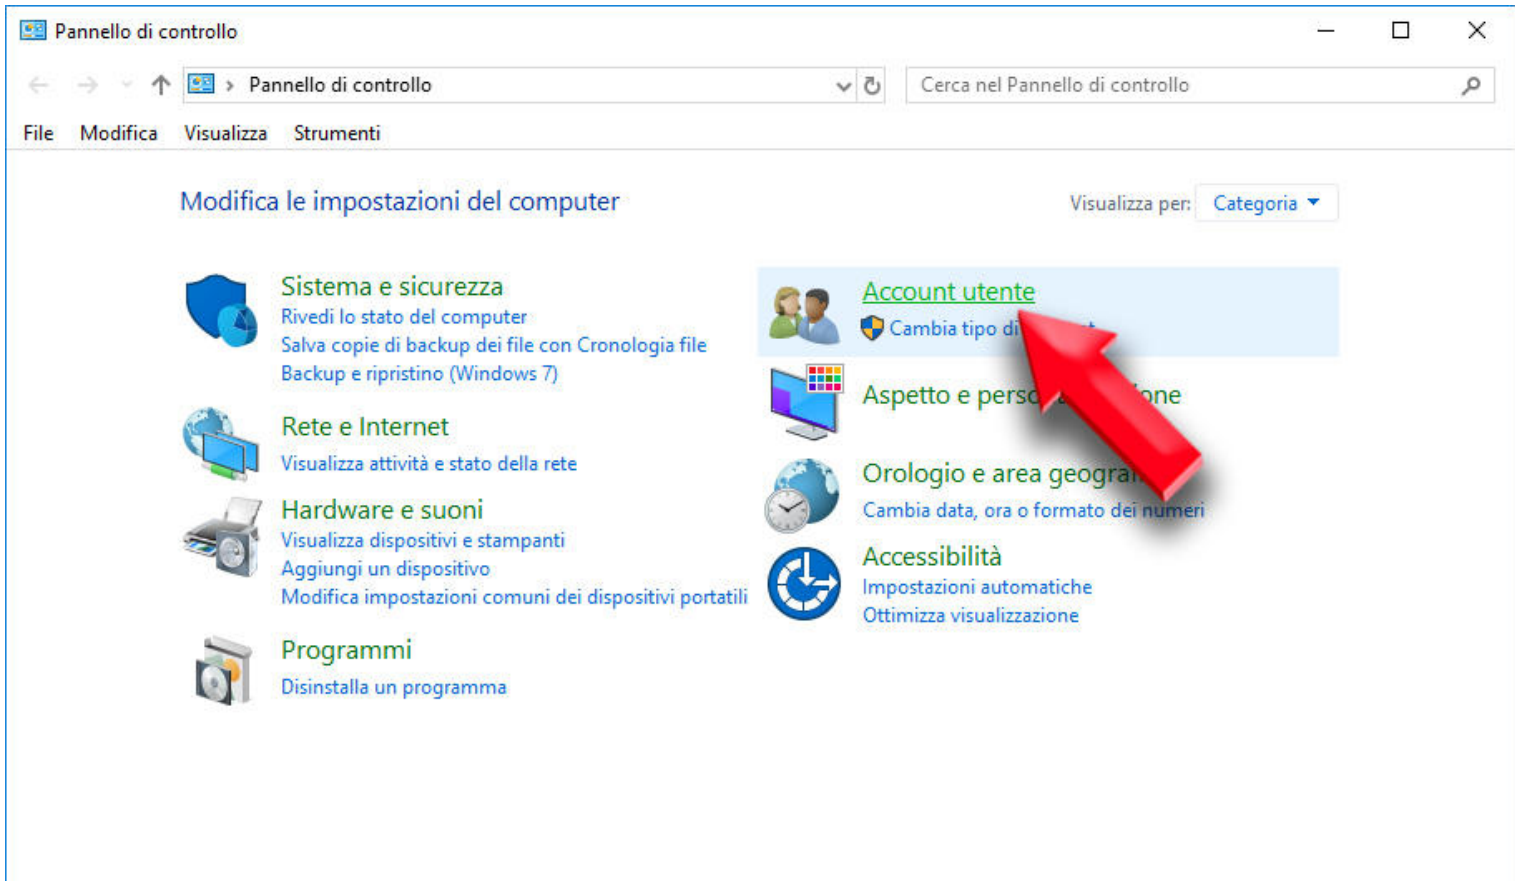 Pannello di controllo
Pannello di controllo
Cerca nel Pannello di controllo
File Modifica Visualizza Strumenti
Modifica le impostazioni del computer
Visualizza per: Categoria
Sistema e sicurezza
Rivedi lo stato del computer
Salva copie di backup dei file con Cronologia file
Backup e ripristino (Windows 7)
Rete e Internet
Visualizza attività e stato della rete
Hardware e suoni
Visualizza dispositivi e stampanti
Aggiungi un dispositivo
Modifica impostazioni comuni dei dispositivi portatili
Programmi
Disinstalla un programma
Account utente
Cambia tipo di
Aspetto e
Orologio e area
Cambia data, ora o formato dei numeri
Accessibilità
Impostazioni automatiche
Ottimizza visualizzazione